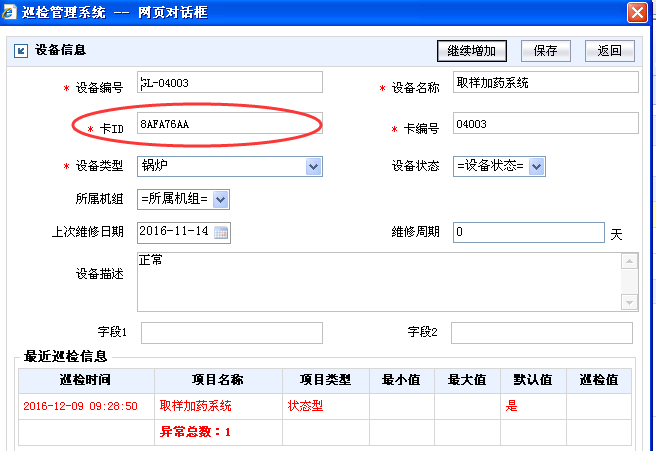 巡检管理系统 -- 网页对话框
设备信息 继续增加 保存 返回
* 设备编号 GL-04003 * 设备名称 取样加药系统
* 卡ID 8AFA76AA * 卡编号 04003
* 设备类型 锅炉 设备状态 =设备状态=
所属机组 =所属机组=
上次维修日期 2016-11-14 维修周期 0 天
设备描述 正常
字段1 字段2
最近巡检信息
巡检时间 项目名称 项目类型 最小值 最大值 默认值 巡检值
2016-12-09 09:28:50 取样加药系统 状态型 是
异常总数：1